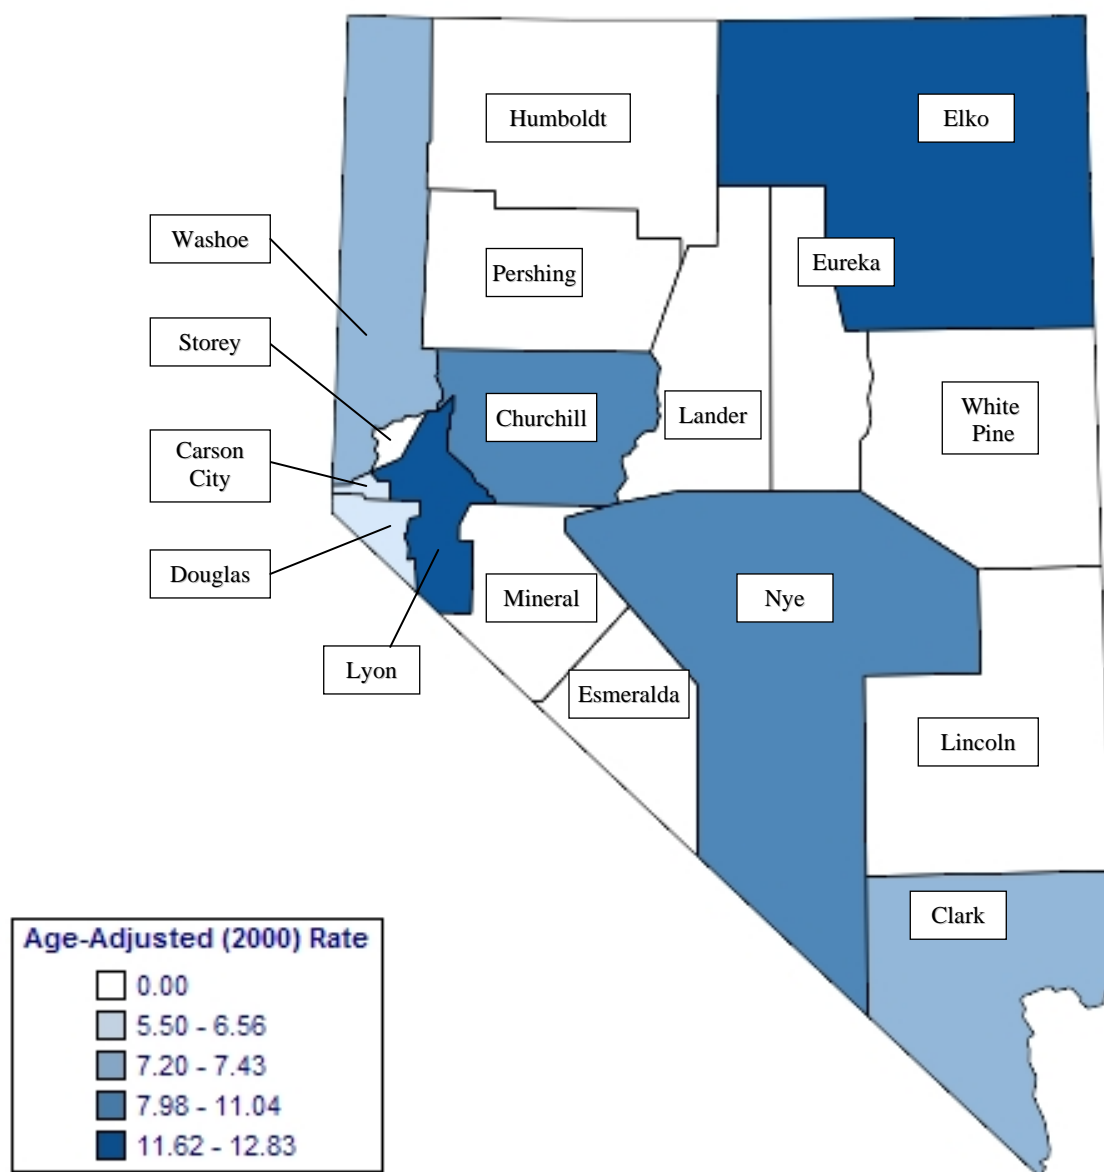 Humboldt
Elko
Washoe
Pershing
Eureka
Storey
Churchill
Lander
White
Pine
Carson
City
Douglas
Mineral
Nye
Lyon
Esmeralda
Lincoln
Clark
Age-Adjusted (2000) Rate
0.00
5.50 - 6.56
7.20 - 7.43
7.98 - 11.04
11.62 - 12.83